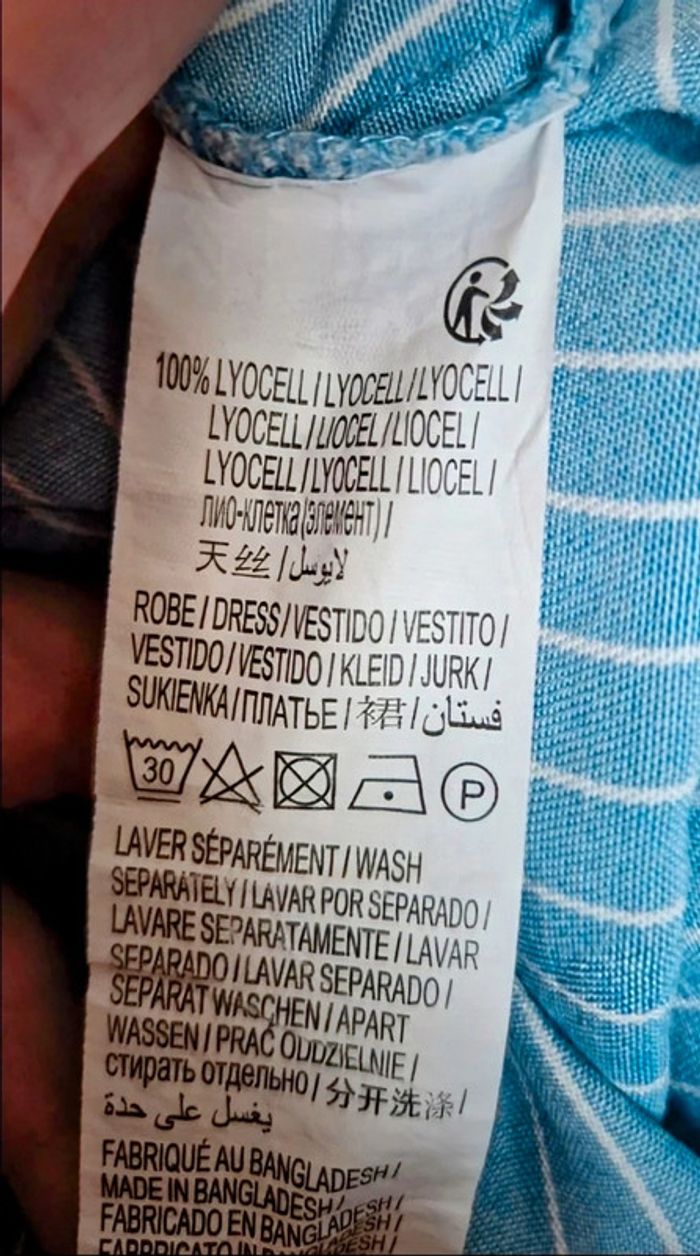 100% LYOCELL / LYOCELL / LYOCELL /
LYOCELL / LIOCEL / LIOCEL /
LYOCELL / LYOCELL / LIOCEL /
ЛИО-клетка (элемент) /
天丝 / لايوسل
ROBE / DRESS / VESTIDO / VESTITO /
VESTIDO / VESTIDO / KLEID / JURK /
SUKIENKA / ПЛАТЬЕ / 裙 / فستان
30 P
LAVER SÉPARÉMENT / WASH
SEPARATELY / LAVAR POR SEPARADO /
LAVARE SEPARATAMENTE / LAVAR
SEPARADO / LAVAR SEPARADO /
SEPARAT WASCHEN / APART
WASSEN / PRAĆ ODDZIELNIE /
стирать отдельно / 分开洗涤 /
يغسل على حدة
FABRIQUÉ AU BANGLADESH /
MADE IN BANGLADESH /
FABRICADO EN BANGLADESH /
FABBRICATO IN BANGLADESH /